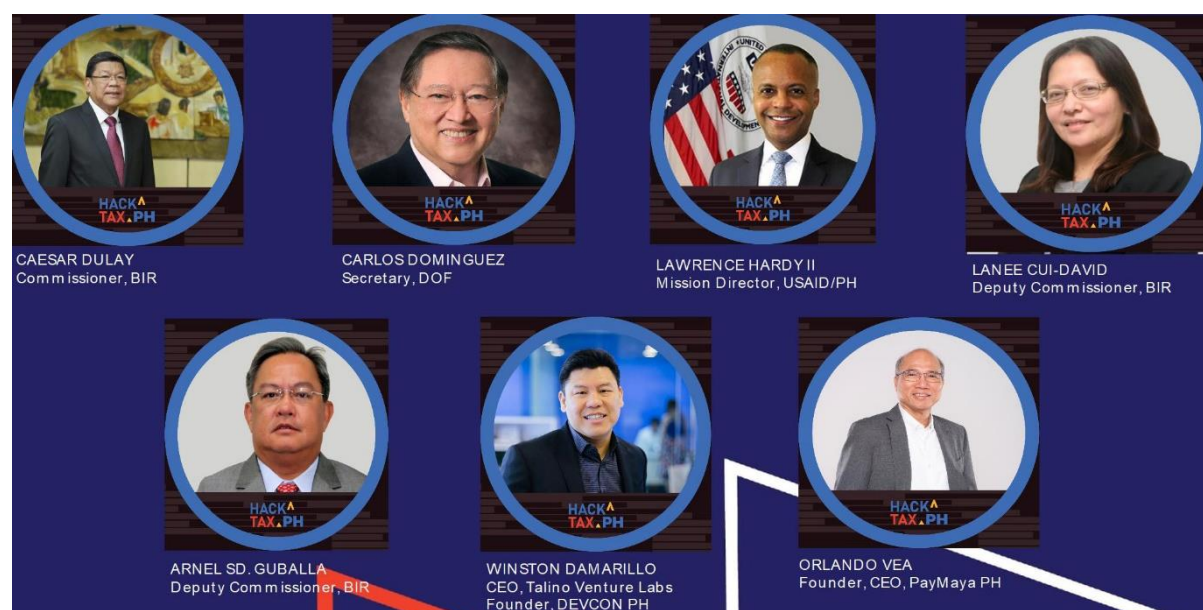 HACK
TAX.PH
CAESAR DULAY
Commissioner, BIR
HACK
TAX.PH
CARLOS DOMINGUEZ
Secretary, DOF
UNITED
INTERNATIONAL DEVELOPMENT
HACK
TAX.PH
LAWRENCE HARDY II
Mission Director, USAID/PH
HACK
TAX.PH
LANEE CUI-DAVID
Deputy Commissioner, BIR
HACK
TAX.PH
ARNEL SD. GUBALLA
Deputy Commissioner, BIR
HACK
TAX.PH
WINSTON DAMARILLO
CEO, Talino Venture Labs
Founder, DEVCON PH
HACK
TAX.PH
ORLANDO VEA
Founder, CEO, PayMaya PH